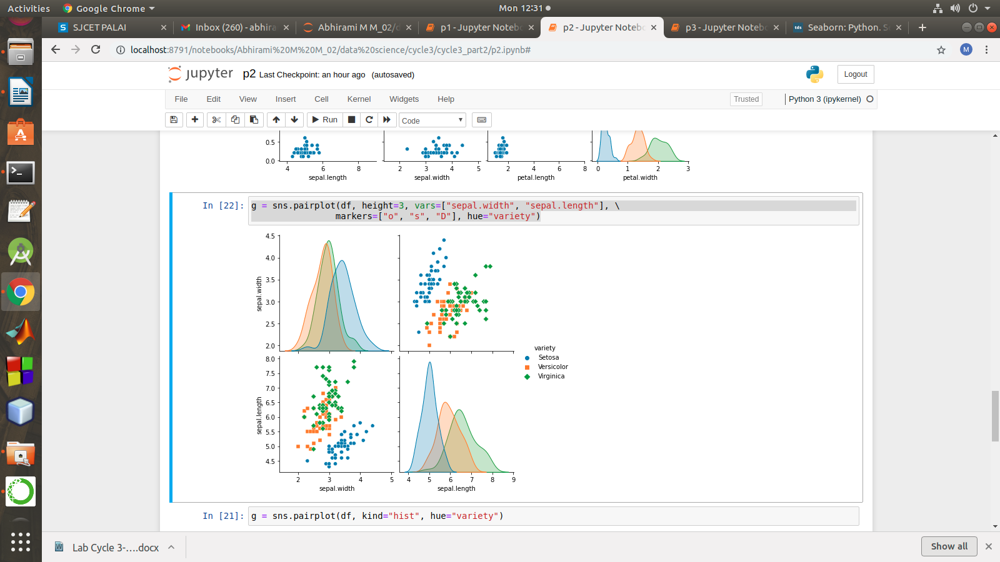 Activities Google Chrome Mon 12:31
SJCET PALAI Inbox (260) - abhira Abhirami M M_02/ p1 - Jupyter Notebo p2 - Jupyter Notebo p3 - Jupyter Notebo Seaborn: Python. S
localhost:8791/notebooks/Abhirami%20M%20M_02/data%20science/cycle3/cycle3_part2/p2.ipynb# M
jupyter p2 Last Checkpoint: an hour ago (autosaved) Logout
File Edit View Insert Cell Kernel Widgets Help Trusted Python 3 (ipykernel)
Run Code
0.5
0.0
4 6 8 2 3 4 5 2 4 6 8 0 1 2 3
sepal.length sepal.width petal.length petal.width
In [22]: g = sns.pairplot(df, height=3, vars=["sepal.width", "sepal.length"], \
markers=["o", "s", "D"], hue="variety")
4.5
4.0
3.5
sepal.width
3.0
2.5
2.0
variety
Setosa
Versicolor
Virginica
8.0
7.5
7.0
6.5
sepal.length
6.0
5.5
5.0
4.5
2 3 4 5 4 5 6 7 8 9
sepal.width sepal.length
In [21]: g = sns.pairplot(df, kind="hist", hue="variety")
Lab Cycle 3-....docx Show all